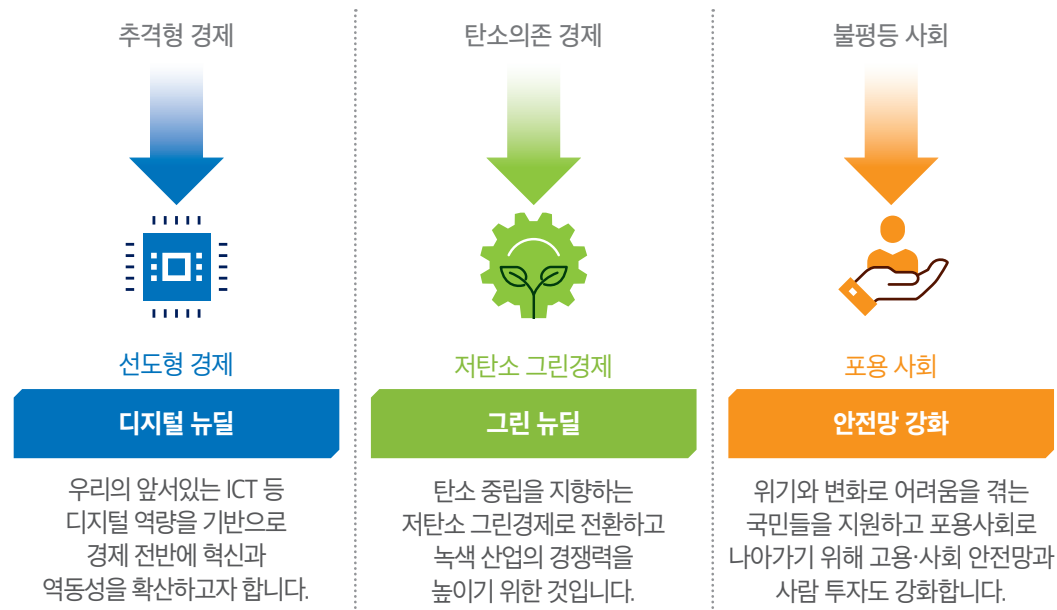 추격형 경제
선도형 경제
디지털 뉴딜
우리의 앞서있는 ICT 등
디지털 역량을 기반으로
경제 전반에 혁신과
역동성을 확산하고자 합니다.
탄소의존 경제
저탄소 그린경제
그린 뉴딜
탄소 중립을 지향하는
저탄소 그린경제로 전환하고
녹색 산업의 경쟁력을
높이기 위한 것입니다.
불평등 사회
포용 사회
안전망 강화
위기와 변화로 어려움을 겪는
국민들을 지원하고 포용사회로
나아가기 위해 고용·사회 안전망과
사람 투자도 강화합니다.